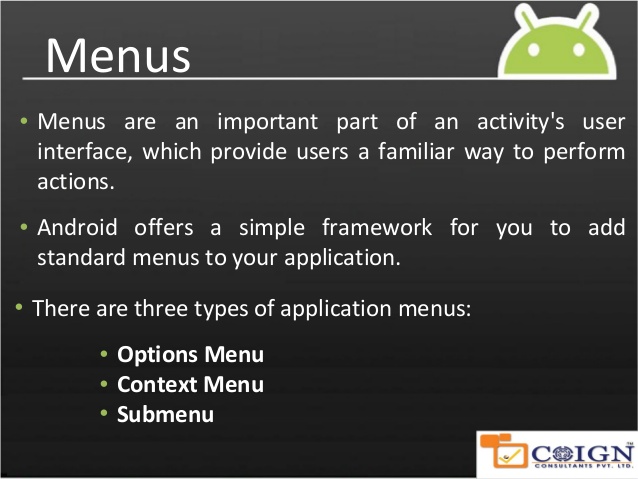 Menus
• Menus are an important part of an activity's user
interface, which provide users a familiar way to perform
actions.
• Android offers a simple framework for you to add
standard menus to your application.
• There are three types of application menus:
• Options Menu
• Context Menu
• Submenu
COIGN
CONSULTANTS PVT. LTD.